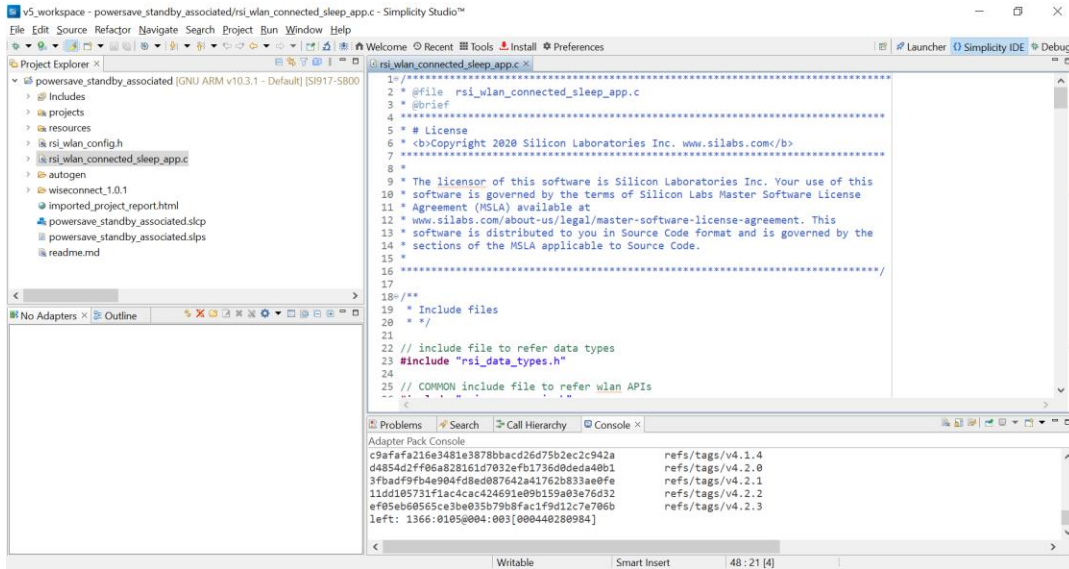 v5_workspace - powersave_standby_associated/rsi_wlan_connected_sleep_app.c - Simplicity Studio™
File Edit Source Refactor Navigate Search Project Run Window Help
Welcome Recent Tools Install Preferences
Launcher Simplicity IDE Debug
Project Explorer
powersave_standby_associated [GNU ARM v10.3.1 - Default] [SI917-SB00
Includes
projects
resources
rsi_wlan_config.h
rsi_wlan_connected_sleep_app.c
autogen
wiseconnect_1.0.1
imported_project_report.html
powersave_standby_associated.slcp
powersave_standby_associated.slps
readme.md
No Adapters Outline
rsi_wlan_connected_sleep_app.c
1 /*******************************************************************************
2 * @file rsi_wlan_connected_sleep_app.c
3 * @brief
4 *******************************************************************************
5 * # License
6 * <b>Copyright 2020 Silicon Laboratories Inc. www.silabs.com</b>
7 *******************************************************************************
8 *
9 * The licensor of this software is Silicon Laboratories Inc. Your use of this
10 * software is governed by the terms of Silicon Labs Master Software License
11 * Agreement (MSLA) available at
12 * www.silabs.com/about-us/legal/master-software-license-agreement. This
13 * software is distributed to you in Source Code format and is governed by the
14 * sections of the MSLA applicable to Source Code.
15 *
16 ******************************************************************************/
17
18 /**
19 * Include files
20 * */
21
22 // include file to refer data types
23 #include "rsi_data_types.h"
24
25 // COMMON include file to refer wlan APIs
Problems Search Call Hierarchy Console
Adapter Pack Console
c9afafa216e3481e3878bbacd26d75b2ec2c942a refs/tags/v4.1.4
d4854d2ff06a828161d7032efb1736d0deda40b1 refs/tags/v4.2.0
3fbadf9fb4e904fd8ed087642a41762b833ae0fe refs/tags/v4.2.1
11dd105731f1ac4cac424691e09b159a03e76d32 refs/tags/v4.2.2
ef05eb60565ce3be035b79b8fac1f9d12c7e706b refs/tags/v4.2.3
left: 1366:0105@004:003[000440280984]
Writable Smart Insert 48 : 21 [4]